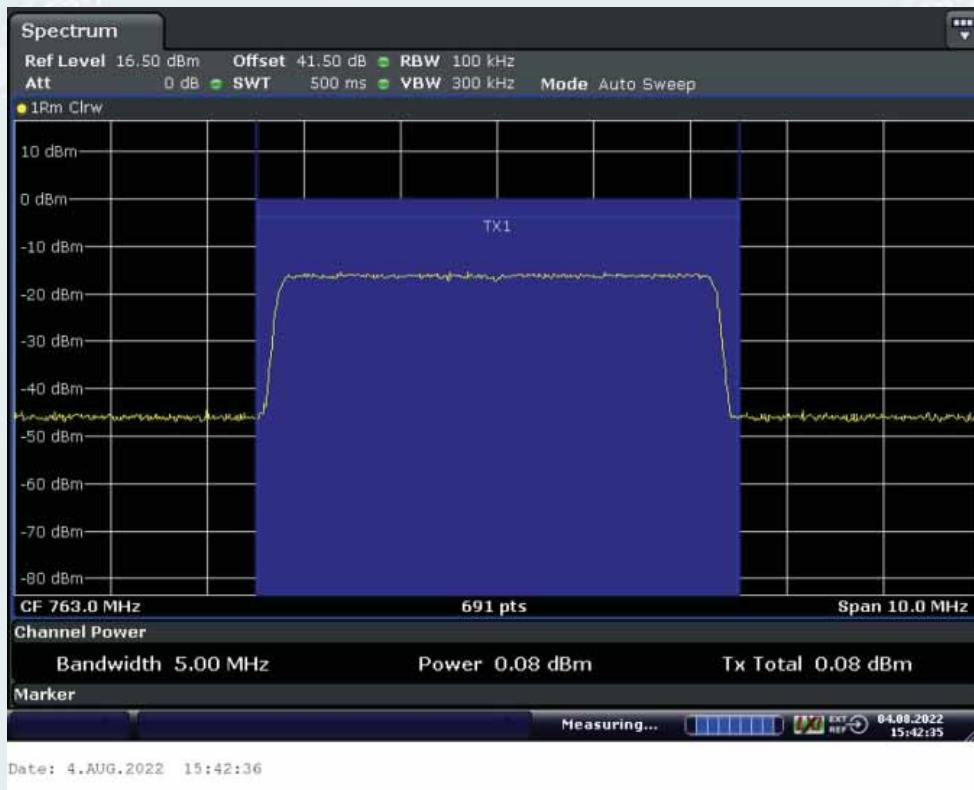 Spectrum
Ref Level 16.50 dBm Offset 41.50 dB RBW 100 kHz
Att 0 dB SWT 500 ms VBW 300 kHz Mode Auto Sweep
1Rm Clrw
10 dBm
0 dBm
TX1
-10 dBm
-20 dBm
-30 dBm
-40 dBm
-50 dBm
-60 dBm
-70 dBm
-80 dBm
CF 763.0 MHz 691 pts Span 10.0 MHz
Channel Power
Bandwidth 5.00 MHz Power 0.08 dBm Tx Total 0.08 dBm
Marker
Measuring... LXI EXT REF 04.08.2022
15:42:35
Date: 4.AUG.2022 15:42:36